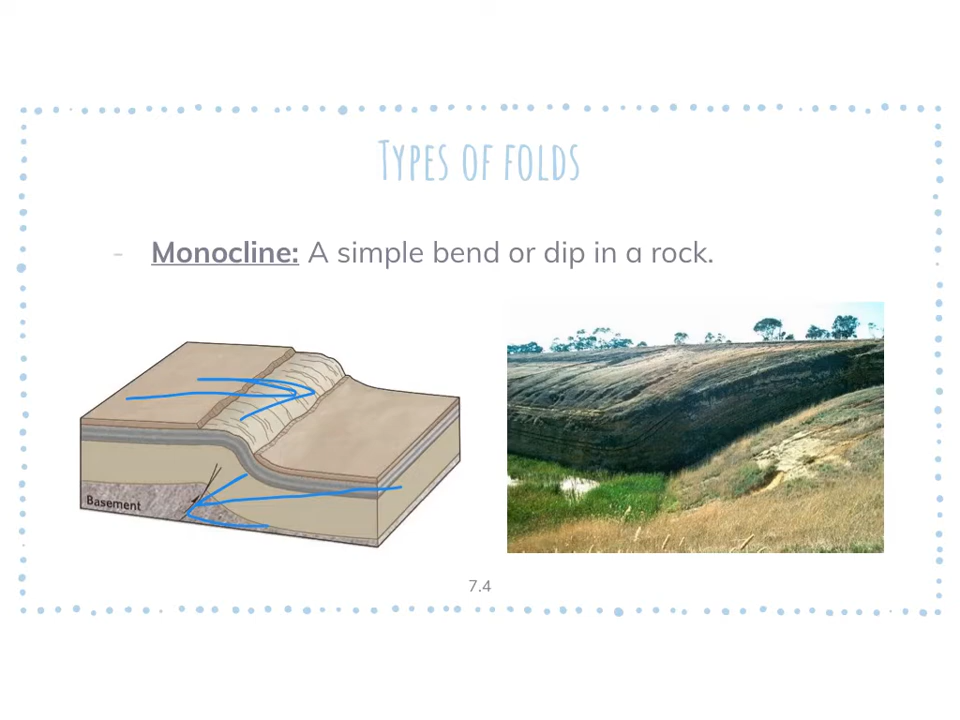 Types of folds
- Monocline: A simple bend or dip in a rock.
Basement
7.4